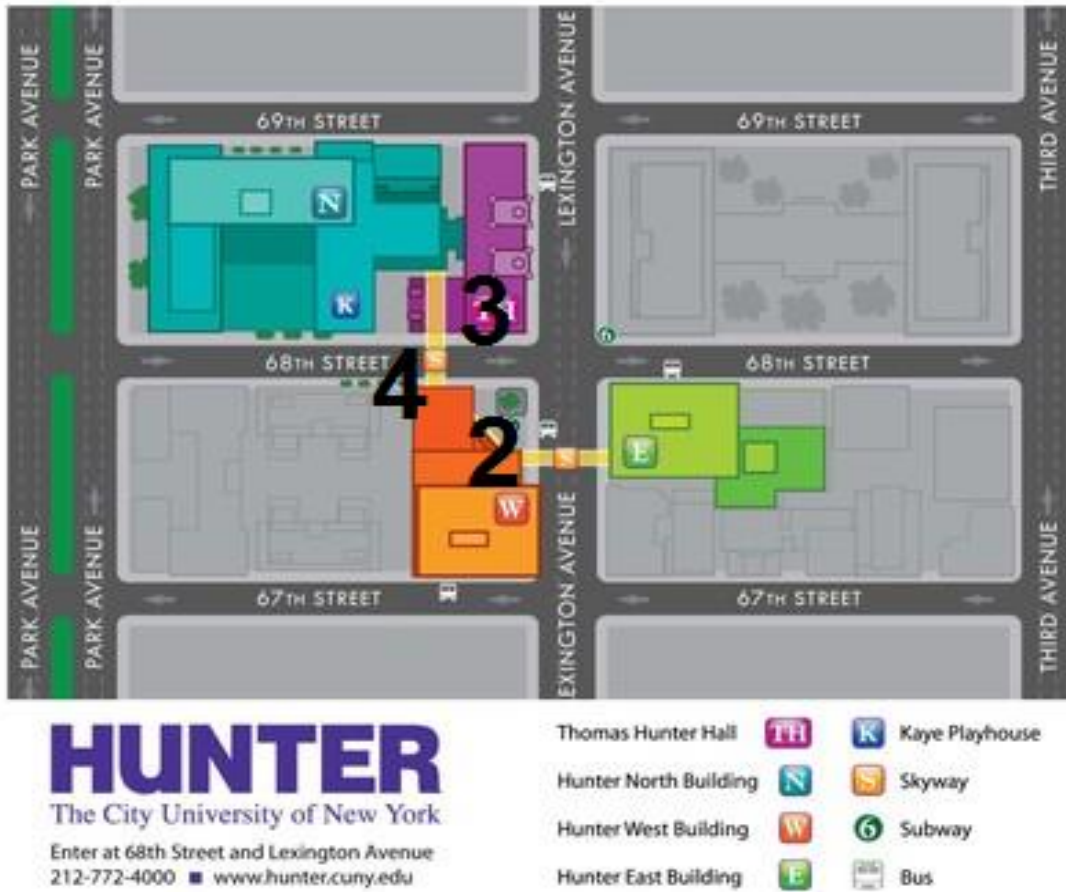 PARK AVENUE
PARK AVENUE
LEXINGTON AVENUE
THIRD AVENUE
69TH STREET
69TH STREET
N
K
TH
3
6
68TH STREET
68TH STREET
S
4
2
S
E
W
PARK AVENUE
PARK AVENUE
LEXINGTON AVENUE
THIRD AVENUE
67TH STREET
67TH STREET
HUNTER
The City University of New York
Enter at 68th Street and Lexington Avenue
212-772-4000 ■ www.hunter.cuny.edu
Thomas Hunter Hall TH
Hunter North Building N
Hunter West Building W
Hunter East Building E
K Kaye Playhouse
S Skyway
6 Subway
Bus